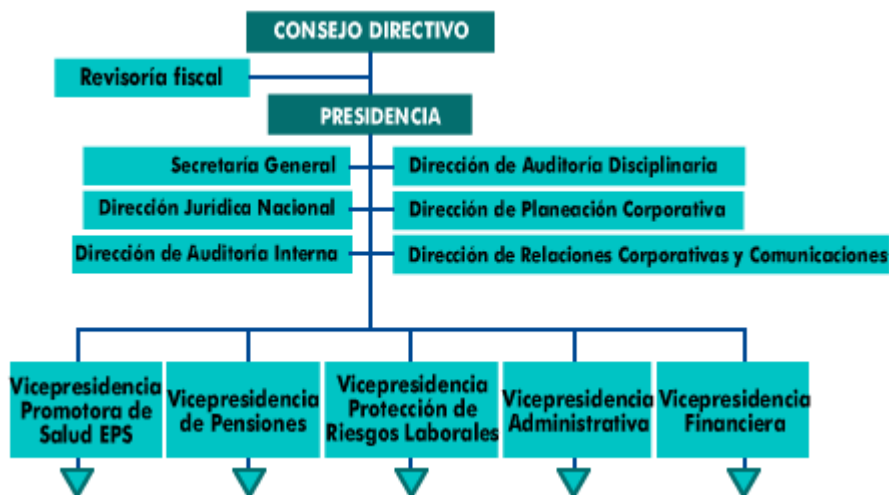 CONSEJO DIRECTIVO
Revisoría fiscal
PRESIDENCIA
Secretaría General
Dirección de Auditoría Disciplinaria
Dirección Jurídica Nacional
Dirección de Planeación Corporativa
Dirección de Auditoría Interna
Dirección de Relaciones Corporativas y Comunicaciones
Vicepresidencia
Promotora de
Salud EPS
Vicepresidencia
de Pensiones
Vicepresidencia
Protección de
Riesgos Laborales
Vicepresidencia
Administrativa
Vicepresidencia
Financiera